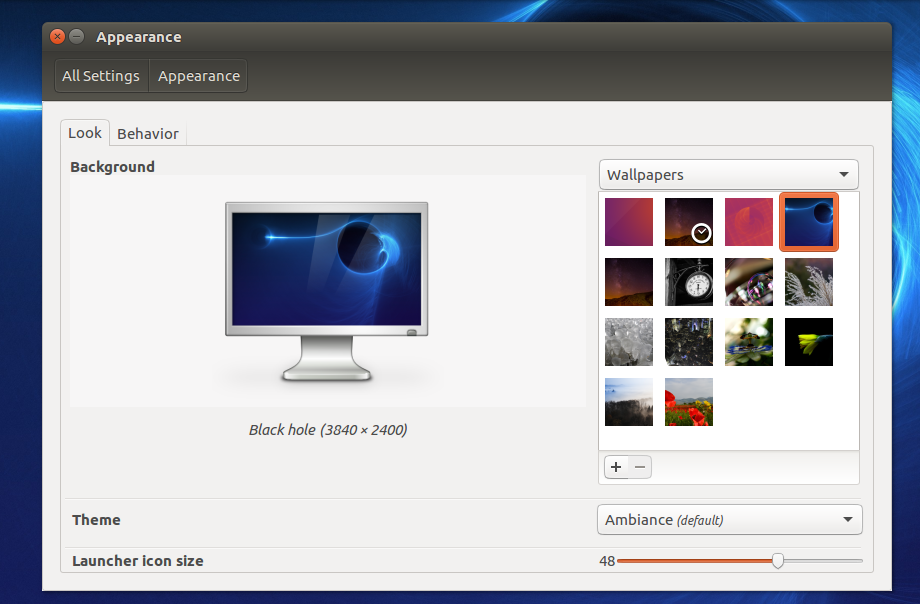 Appearance
All Settings Appearance
Look Behavior
Background
Wallpapers
Black hole (3840 × 2400)
Theme
Ambiance (default)
Launcher icon size
48